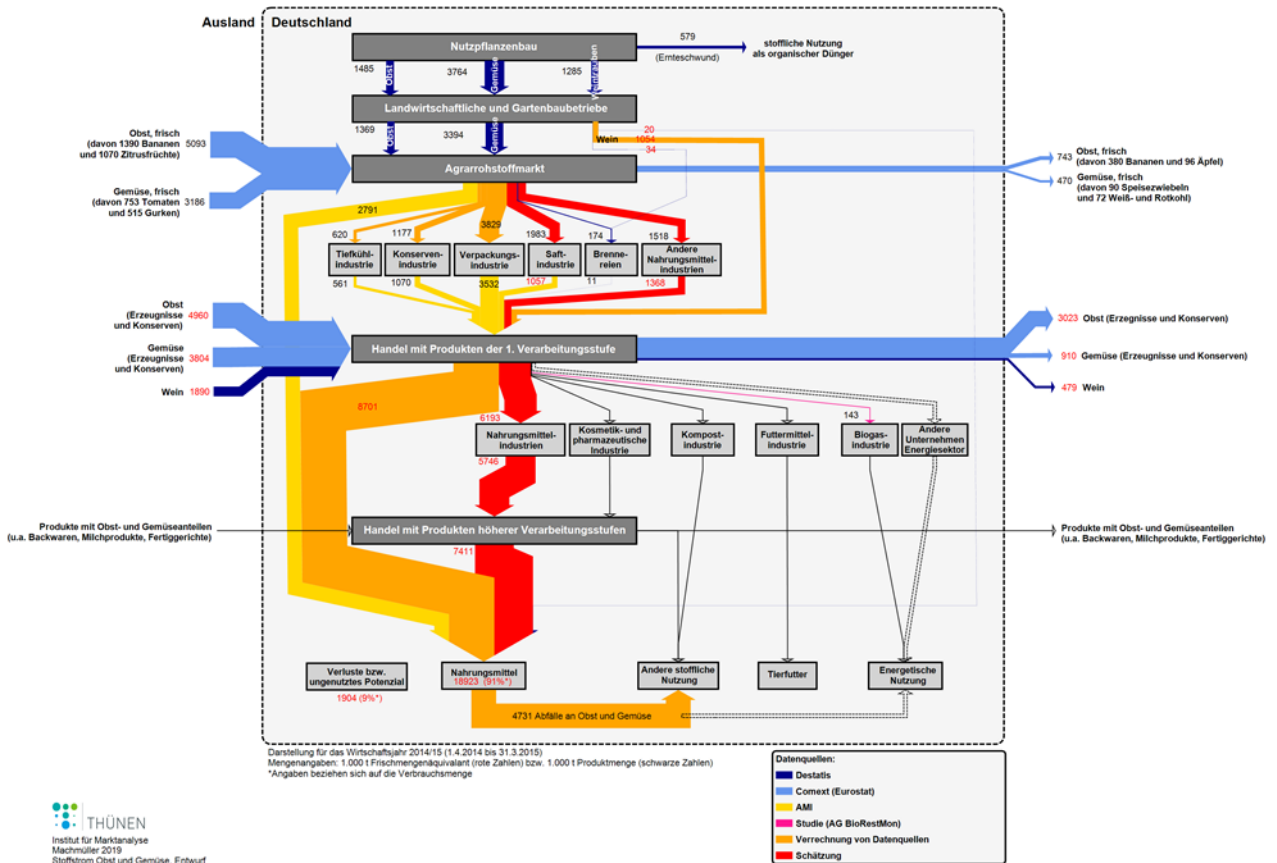 Ausland
Deutschland
Nutzpflanzenbau
579
(Ernteschwund)
stoffliche Nutzung
als organischer Dünger
1485
Obst
3764
Gemüse
1285
Weintrauben
Landwirtschaftliche und Gartenbaubetriebe
1369
Obst
3394
Gemüse
Wein
20
1054
34
Obst, frisch
(davon 1390 Bananen
und 1070 Zitrusfrüchte)
5093
Gemüse, frisch
(davon 753 Tomaten
und 515 Gurken)
3186
Agrarrohstoffmarkt
743
Obst, frisch
(davon 380 Bananen und 96 Äpfel)
470
Gemüse, frisch
(davon 90 Speisezwiebeln
und 72 Weiß- und Rotkohl)
2791
620
1177
3829
1983
174
1518
Tiefkühl-
industrie
Konserven-
industrie
Verpackungs-
industrie
Saft-
industrie
Brenne-
reien
Andere
Nahrungsmittel-
industrien
561
1070
3532
1057
11
1368
Obst
(Erzeugnisse
und Konserven)
4960
Gemüse
(Erzeugnisse
und Konserven)
3804
Wein
1890
Handel mit Produkten der 1. Verarbeitungsstufe
3023 Obst (Erzegnisse und Konserven)
910 Gemüse (Erzeugnisse und Konserven)
479 Wein
8701
6193
143
Nahrungsmittel-
industrien
Kosmetik- und
pharmazeutische
Industrie
Kompost-
industrie
Futtermittel-
industrie
Biogas-
industrie
Andere
Unternehmen
Energiesektor
5746
Produkte mit Obst- und Gemüseanteilen
(u.a. Backwaren, Milchprodukte, Fertiggerichte)
Handel mit Produkten höherer Verarbeitungsstufen
Produkte mit Obst- und Gemüseanteilen
(u.a. Backwaren, Milchprodukte, Fertiggerichte)
7411
Verluste bzw.
ungenutztes Potenzial
1904 (9%*)
Nahrungsmittel
18923 (91%*)
Andere stoffliche
Nutzung
Tierfutter
Energetische
Nutzung
4731 Abfälle an Obst und Gemüse
Darstellung für das Wirtschaftsjahr 2014/15 (1.4.2014 bis 31.3.2015)
Mengenangaben: 1.000 t Frischmengenäquivalent (rote Zahlen) bzw. 1.000 t Produktmenge (schwarze Zahlen)
*Angaben beziehen sich auf die Verbrauchsmenge
Datenquellen:
Destatis
Comext (Eurostat)
AMI
Studie (AG BioRestMon)
Verrechnung von Datenquellen
Schätzung
THÜNEN
Institut für Marktanalyse
Machmüller 2019
Stoffstrom Obst und Gemüse, Entwurf